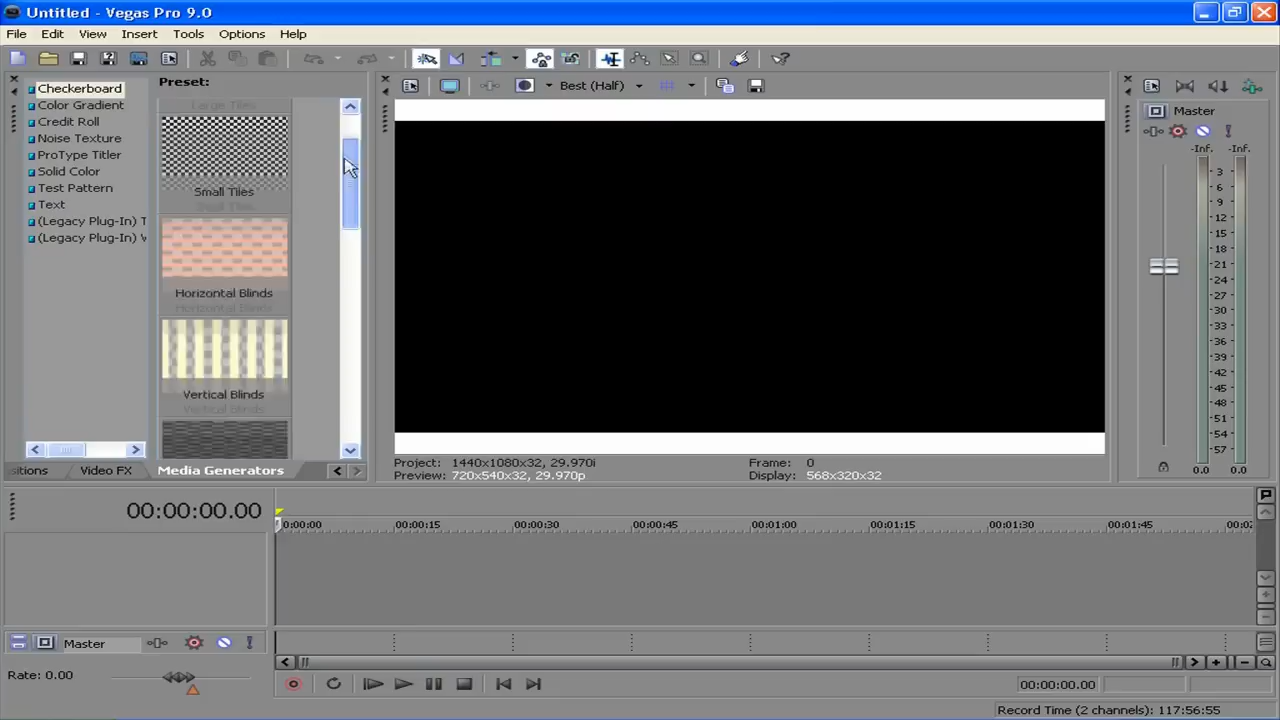 Untitled - Vegas Pro 9.0
File Edit View Insert Tools Options Help
Preset:
Best (Half)
Checkerboard
Color Gradient
Credit Roll
Noise Texture
ProType Titler
Solid Color
Test Pattern
Text
(Legacy Plug-In) T
(Legacy Plug-In)
Large Tiles
Small Tiles
Small Tiles
Horizontal Blinds
Horizontal Blinds
Vertical Blinds
Vertical Blinds
sitions Video FX Media Generators
Project: 1440x1080x32, 29.970i
Preview: 720x540x32, 29.970p
Frame: 0
Display: 568x320x32
Master
-Inf. -Inf.
3
6
9
12
15
18
21
24
27
30
33
36
39
42
45
48
51
54
57
0.0 0.0
00:00:00.00
0:00:00 00:00:15 00:00:30 00:00:45 00:01:00 00:01:15 00:01:30 00:01:45 00:0
Master
Rate: 0.00
00:00:00.00
Record Time (2 channels): 117:56:55